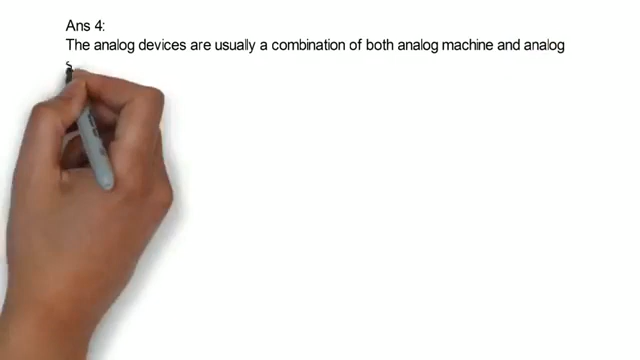 Ans 4:
The analog devices are usually a combination of both analog machine and analog